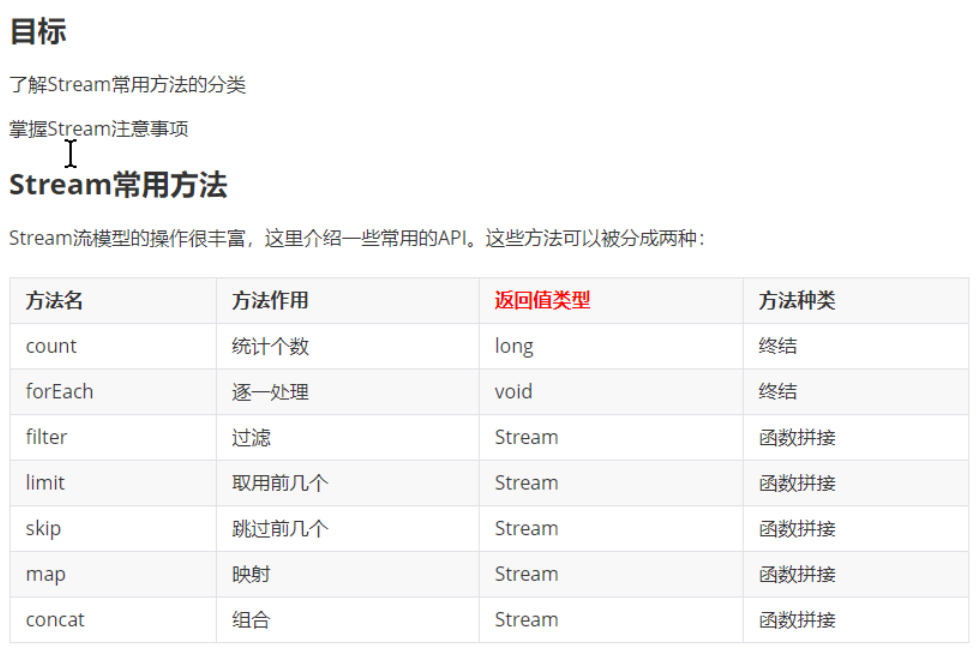 目标
了解Stream常用方法的分类
掌握Stream注意事项
Stream常用方法
Stream流模型的操作很丰富，这里介绍一些常用的API。这些方法可以被分成两种：
方法名 方法作用 返回值类型 方法种类
count 统计个数 long 终结
forEach 逐一处理 void 终结
filter 过滤 Stream 函数拼接
limit 取用前几个 Stream 函数拼接
skip 跳过前几个 Stream 函数拼接
map 映射 Stream 函数拼接
concat 组合 Stream 函数拼接